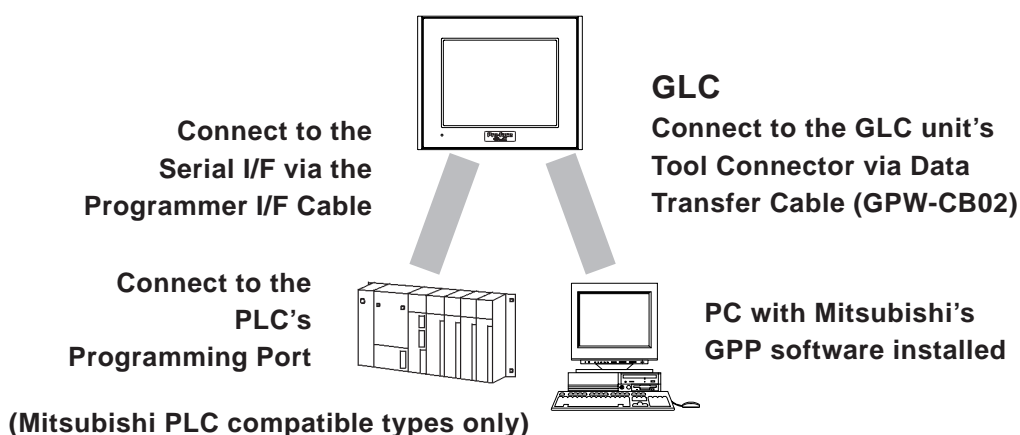 GLC
Connect to the GLC unit's
Tool Connector via Data
Transfer Cable (GPW-CB02)
Connect to the
Serial I/F via the
Programmer I/F Cable
Connect to the
PLC's
Programming Port
PC with Mitsubishi's
GPP software installed
(Mitsubishi PLC compatible types only)